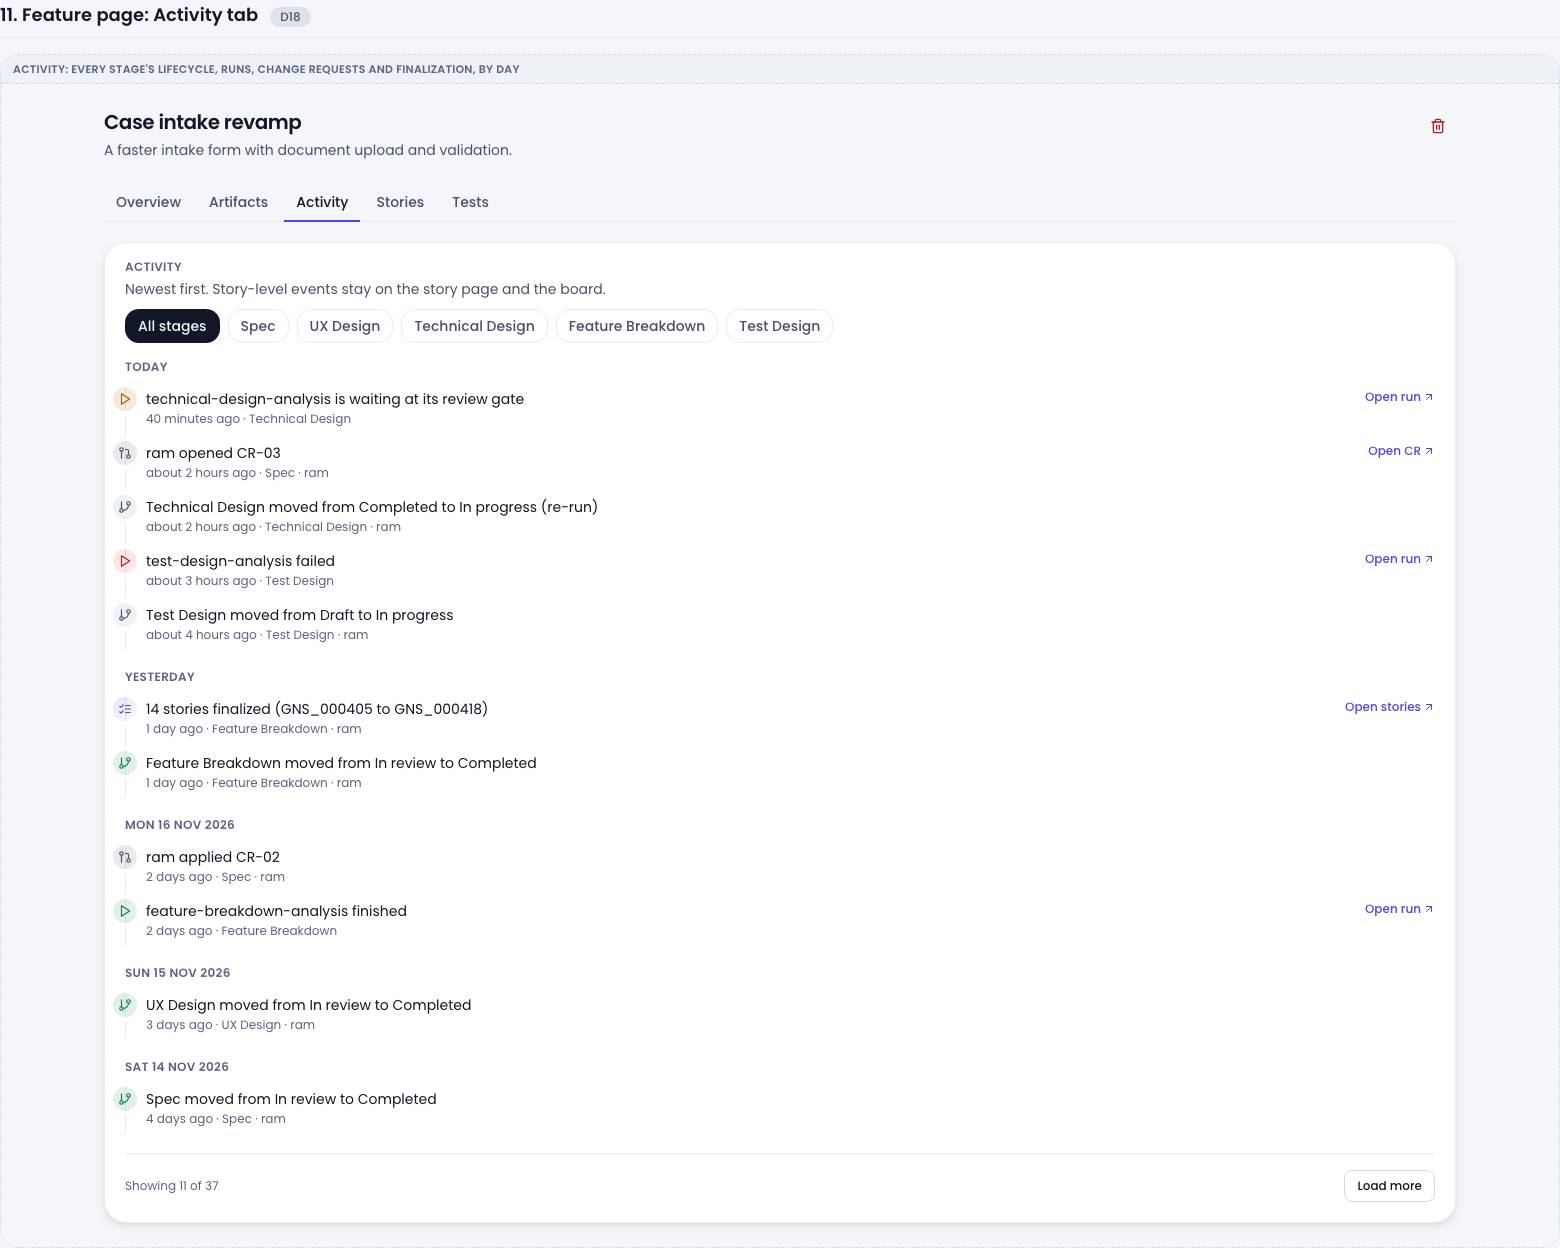 11. Feature page: Activity tab D18
ACTIVITY: EVERY STAGE'S LIFECYCLE, RUNS, CHANGE REQUESTS AND FINALIZATION, BY DAY
Case intake revamp
A faster intake form with document upload and validation.
Overview Artifacts Activity Stories Tests
ACTIVITY
Newest first. Story-level events stay on the story page and the board.
All stages Spec UX Design Technical Design Feature Breakdown Test Design
TODAY
technical-design-analysis is waiting at its review gate Open run
40 minutes ago · Technical Design
ram opened CR-03 Open CR
about 2 hours ago · Spec · ram
Technical Design moved from Completed to In progress (re-run)
about 2 hours ago · Technical Design · ram
test-design-analysis failed Open run
about 3 hours ago · Test Design
Test Design moved from Draft to In progress
about 4 hours ago · Test Design · ram
YESTERDAY
14 stories finalized (GNS_000405 to GNS_000418) Open stories
1 day ago · Feature Breakdown · ram
Feature Breakdown moved from In review to Completed
1 day ago · Feature Breakdown · ram
MON 16 NOV 2026
ram applied CR-02
2 days ago · Spec · ram
feature-breakdown-analysis finished Open run
2 days ago · Feature Breakdown
SUN 15 NOV 2026
UX Design moved from In review to Completed
3 days ago · UX Design · ram
SAT 14 NOV 2026
Spec moved from In review to Completed
4 days ago · Spec · ram
Showing 11 of 37 Load more